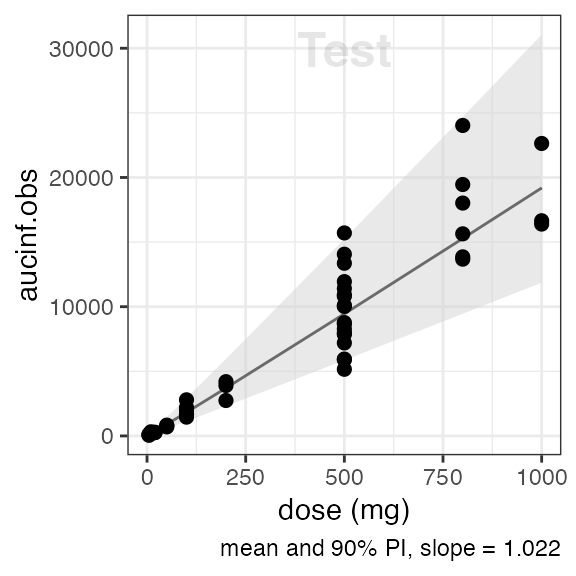 Test
30000
20000
10000
0
aucinf.obs
0 250 500 750 1000
dose (mg)
mean and 90% PI, slope = 1.022